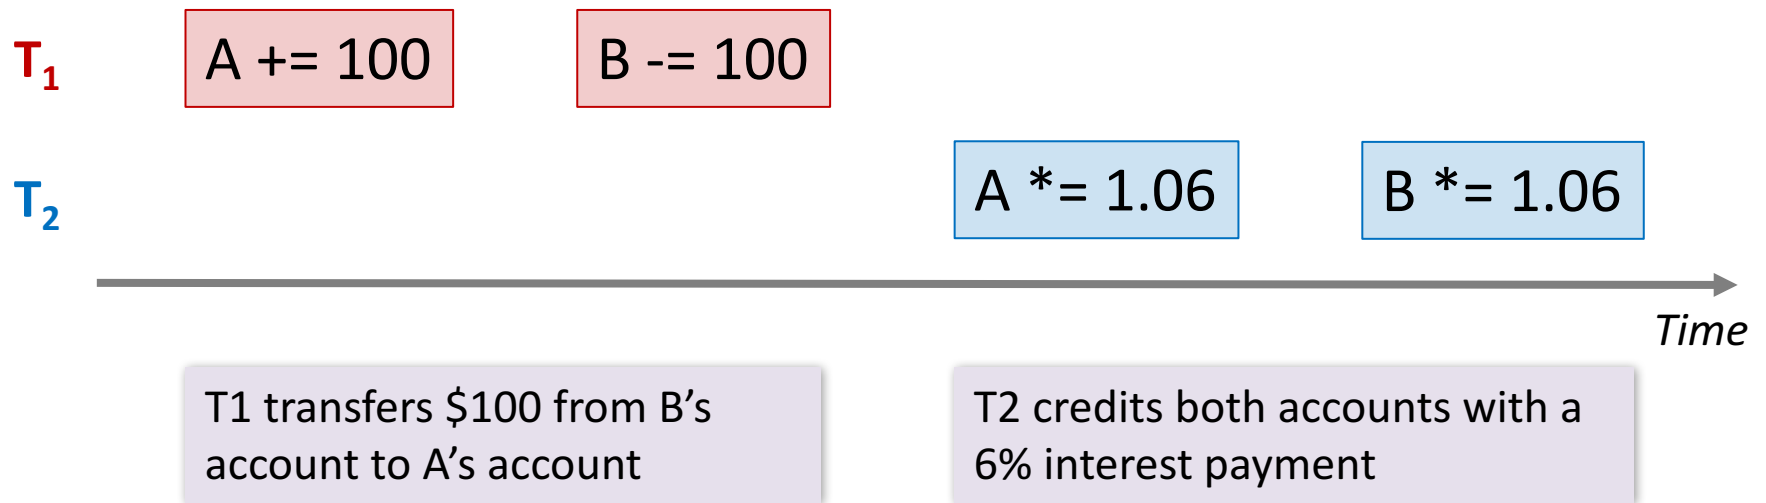 T1 A += 100 B -= 100
T2 A *= 1.06 B *= 1.06
Time
T1 transfers $100 from B’s
account to A’s account
T2 credits both accounts with a
6% interest payment